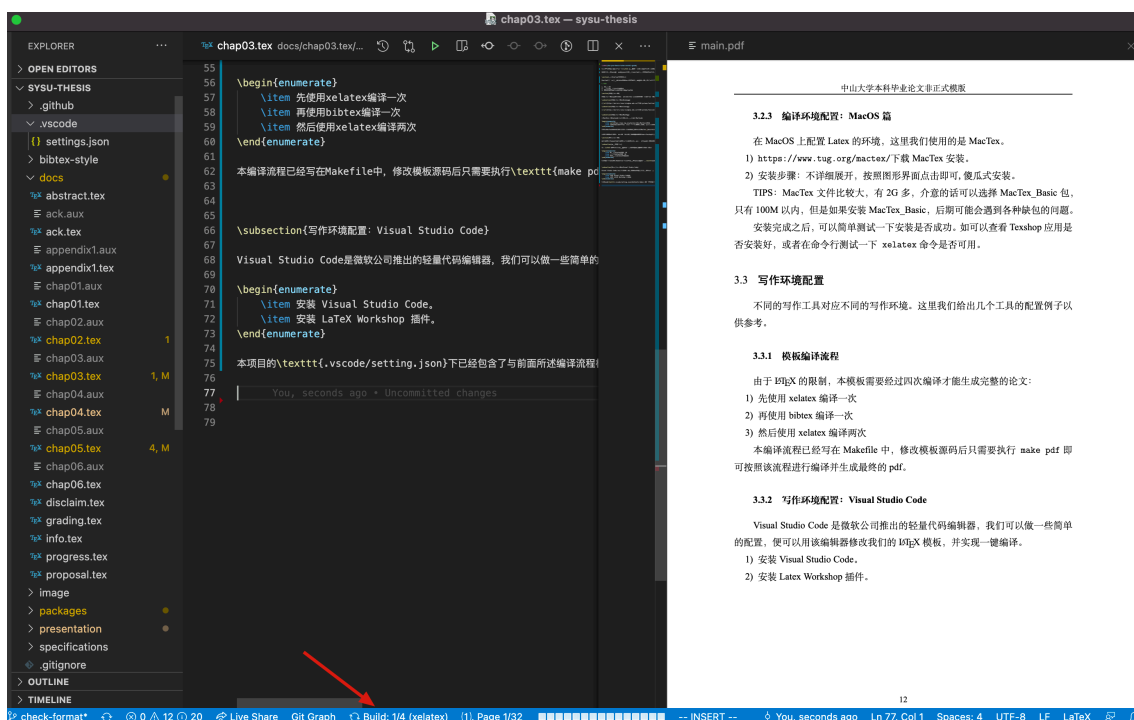 chap03.tex — sysu-thesis
EXPLORER
OPEN EDITORS
SYSU-THESIS
.github
.vscode
{} settings.json
bibtex-style
docs
TEX abstract.tex
ack.aux
TEX ack.tex
appendix1.aux
TEX appendix1.tex
chap01.aux
TEX chap01.tex
chap02.aux
TEX chap02.tex 1
chap03.aux
TEX chap03.tex 1, M
chap04.aux
TEX chap04.tex M
chap05.aux
TEX chap05.tex 4, M
chap06.aux
TEX chap06.tex
TEX disclaim.tex
TEX grading.tex
TEX info.tex
TEX progress.tex
TEX proposal.tex
image
packages
presentation
specifications
.gitignore
OUTLINE
TIMELINE
TEX chap03.tex docs/chap03.tex/...
55
56 \begin{enumerate}
57 \item 先使用xelatex编译一次
58 \item 再使用bibtex编译一次
59 \item 然后使用xelatex编译两次
60 \end{enumerate}
61
62 本编译流程已经写在Makefile中，修改模板源码后只需要执行\texttt{make pd
63
64
65
66 \subsection{写作环境配置：Visual Studio Code}
67
68 Visual Studio Code是微软公司推出的轻量代码编辑器，我们可以做一些简单的
69
70 \begin{enumerate}
71 \item 安装 Visual Studio Code。
72 \item 安装 LaTeX Workshop 插件。
73 \end{enumerate}
74
75 本项目的\texttt{.vscode/setting.json}下已经包含了与前面所述编译流程
76
77 You, seconds ago • Uncommitted changes
78
79
main.pdf
中山大学本科毕业论文非正式模版
3.2.3 编译环境配置：MacOS 篇
在 MacOS 上配置 Latex 的环境，这里我们使用的是 MacTex。
1) https://www.tug.org/mactex/下载 MacTex 安装。
2) 安装步骤：不详细展开，按照图形界面点击即可,傻瓜式安装。
TIPS：MacTex 文件比较大，有 2G 多，介意的话可以选择 MacTex_Basic 包，
只有 100M 以内，但是如果安装 MacTex_Basic，后期可能会遇到各种缺包的问题。
安装完成之后，可以简单测试一下安装是否成功。如可以查看 Texshop 应用是
否安装好，或者在命令行测试一下 xelatex 命令是否可用。
3.3 写作环境配置
不同的写作工具对应不同的写作环境。这里我们给出几个工具的配置例子以
供参考。
3.3.1 模板编译流程
由于 LATEX 的限制，本模板需要经过四次编译才能生成完整的论文：
1) 先使用 xelatex 编译一次
2) 再使用 bibtex 编译一次
3) 然后使用 xelatex 编译两次
本编译流程已经写在 Makefile 中，修改模板源码后只需要执行 make pdf 即
可按照该流程进行编译并生成最终的 pdf。
3.3.2 写作环境配置：Visual Studio Code
Visual Studio Code 是微软公司推出的轻量代码编辑器，我们可以做一些简单
的配置，便可以用该编辑器修改我们的 LATEX 模板，并实现一键编译。
1) 安装 Visual Studio Code。
2) 安装 Latex Workshop 插件。
12
check-format* 0 12 20 Live Share Git Graph Build: 1/4 (xelatex) (1). Page 1/32 -- INSERT -- You, seconds ago Ln 77, Col 1 Spaces: 4 UTF-8 LF LaTeX